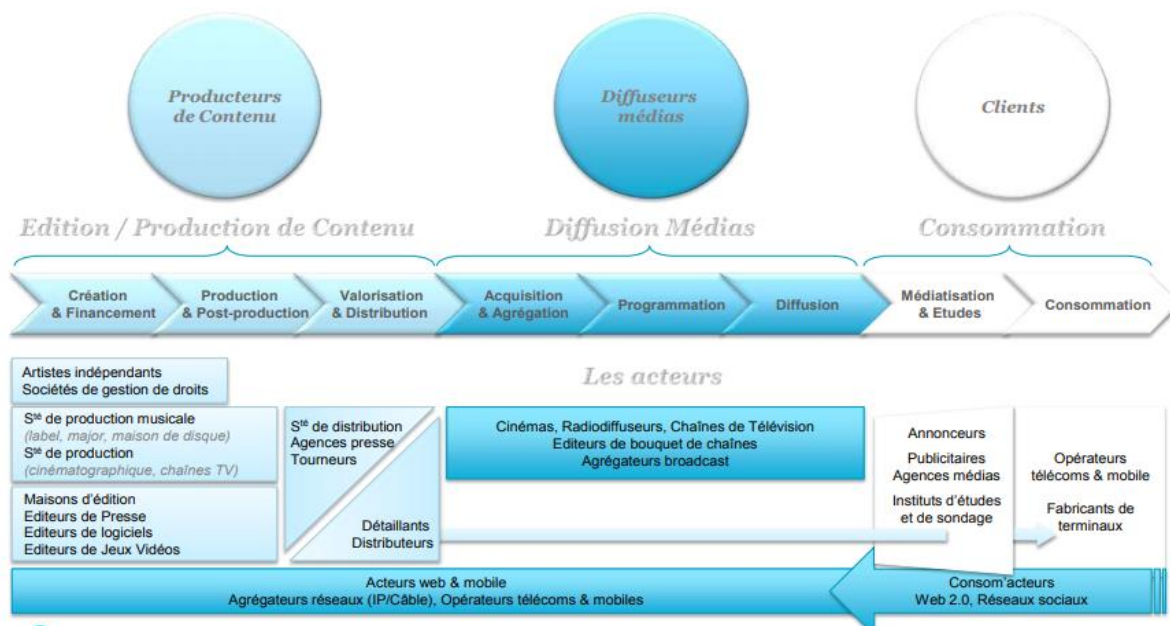 Producteurs
de Contenu
Diffuseurs
médias
Clients
Edition / Production de Contenu
Diffusion Médias
Consommation
Création
& Financement
Production
& Post-production
Valorisation
& Distribution
Acquisition
& Agrégation
Programmation
Diffusion
Médiatisation
& Etudes
Consommation
Les acteurs
Artistes indépendants
Sociétés de gestion de droits
Sté de production musicale
(label, major, maison de disque)
Sté de production
(cinématographique, chaînes TV)
Maisons d'édition
Editeurs de Presse
Editeurs de logiciels
Editeurs de Jeux Vidéos
Sté de distribution
Agences presse
Tourneurs
Détaillants
Distributeurs
Cinémas, Radiodiffuseurs, Chaînes de Télévision
Editeurs de bouquet de chaînes
Agrégateurs broadcast
Annonceurs
Publicitaires
Agences médias
Instituts d'études
et de sondage
Opérateurs
télécoms & mobile
Fabricants de
terminaux
Acteurs web & mobile
Agrégateurs réseaux (IP/Câble), Opérateurs télécoms & mobiles
Consom'acteurs
Web 2.0, Réseaux sociaux